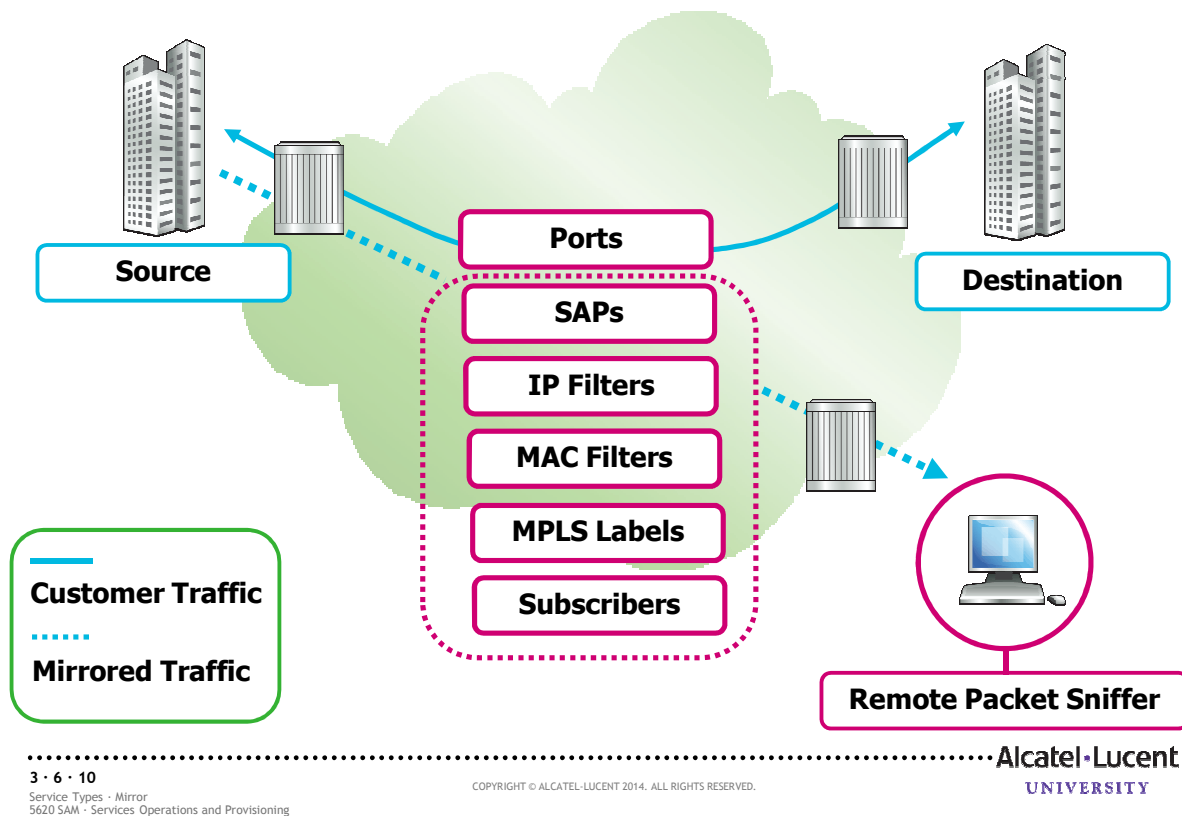 Source
Ports
Destination
SAPs
IP Filters
MAC Filters
MPLS Labels
Subscribers
Customer Traffic
Mirrored Traffic
Remote Packet Sniffer
3 · 6 · 10
Service Types · Mirror
5620 SAM · Services Operations and Provisioning
COPYRIGHT © ALCATEL-LUCENT 2014. ALL RIGHTS RESERVED.
Alcatel·Lucent
UNIVERSITY